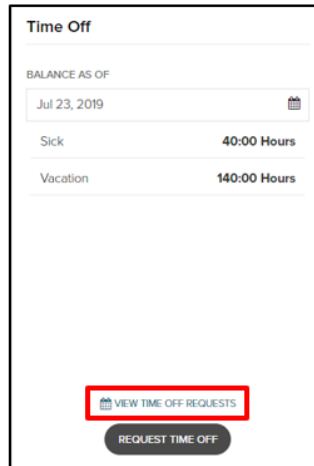 Time Off
BALANCE AS OF
Jul 23, 2019
Sick 40:00 Hours
Vacation 140:00 Hours
VIEW TIME OFF REQUESTS
REQUEST TIME OFF